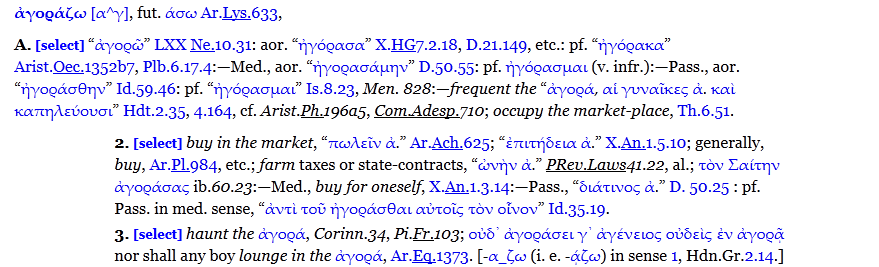 ἀγοράζω [α^γ], fut. άσω Ar.Lys.633,
A. [select] “ἀγορῶ” LXX Ne.10.31: aor. “ἠγόρασα” X.HG7.2.18, D.21.149, etc.: pf. “ἠγόρακα”
Arist.Oec.1352b7, Plb.6.17.4:—Med., aor. “ἠγορασάμην” D.50.55: pf. ἠγόρασμαι (v. infr.):—Pass., aor.
“ἠγοράσθην” Id.59.46: pf. “ἠγόρασμαι” Is.8.23, Men. 828:—frequent the “ἀγορά, αἱ γυναῖκες ἀ. καὶ
καπηλεύουσι” Hdt.2.35, 4.164, cf. Arist.Ph.196a5, Com.Adesp.710; occupy the market-place, Th.6.51.
2. [select] buy in the market, “πωλεῖν ἀ.” Ar.Ach.625; “ἐπιτήδεια ἀ.” X.An.1.5.10; generally,
buy, Ar.Pl.984, etc.; farm taxes or state-contracts, “ὠνὴν ἀ.” PRev.Laws41.22, al.; τὸν Σαίτην
ἀγοράσας ib.60.23:—Med., buy for oneself, X.An.1.3.14:—Pass., “διάτινος ἀ.” D. 50.25 : pf.
Pass. in med. sense, “ἀντὶ τοῦ ἠγοράσθαι αὐτοῖς τὸν οἶνον” Id.35.19.
3. [select] haunt the ἀγορά, Corinn.34, Pi.Fr.103; οὐδ᾽ ἀγοράσει γ᾽ ἀγένειος οὐδεὶς ἐν ἀγορᾷ
nor shall any boy lounge in the ἀγορά, Ar.Eq.1373. [-α_ζω (i. e. -ᾴζω) in sense 1, Hdn.Gr.2.14.]